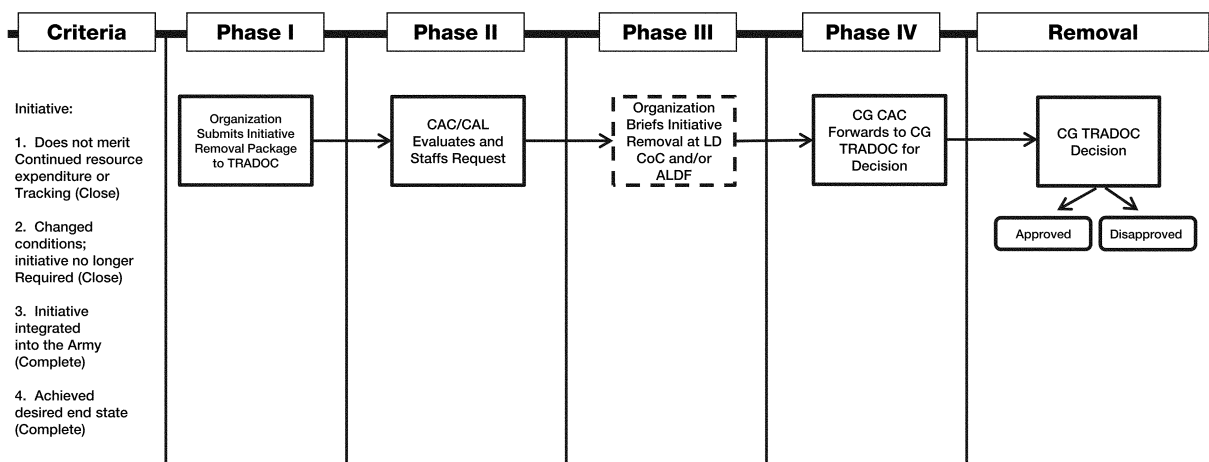 Criteria
Phase I
Phase II
Phase III
Phase IV
Removal
Initiative:
1. Does not merit
Continued resource
expenditure or
Tracking (Close)
2. Changed
conditions;
initiative no longer
Required (Close)
3. Initiative
integrated
into the Army
(Complete)
4. Achieved
desired end state
(Complete)
Organization
Submits Initiative
Removal Package
to TRADOC
CAC/CAL
Evaluates and
Staffs Request
Organization
Briefs Initiative
Removal at LD
CoC and/or
ALDF
CG CAC
Forwards to CG
TRADOC for
Decision
CG TRADOC
Decision
Approved
Disapproved